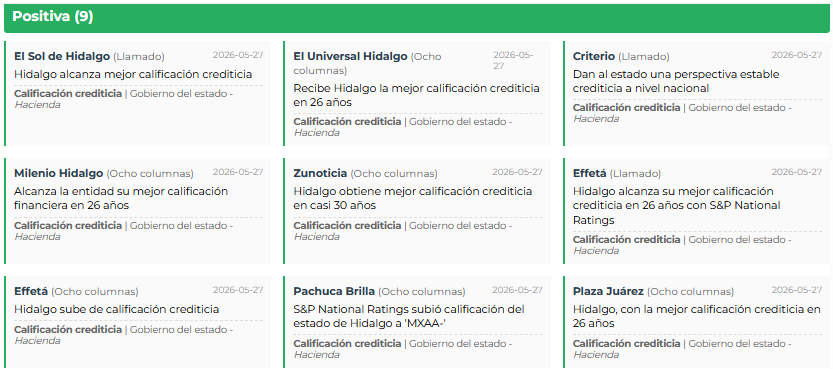 Positiva (9)
El Sol de Hidalgo (Llamado) 2026-05-27
Hidalgo alcanza mejor calificación crediticia
Calificación crediticia | Gobierno del estado -
Hacienda
El Universal Hidalgo (Ocho 2026-05-
columnas) 27
Recibe Hidalgo la mejor calificación crediticia
en 26 años
Calificación crediticia | Gobierno del estado -
Hacienda
Criterio (Llamado) 2026-05-27
Dan al estado una perspectiva estable
crediticia a nivel nacional
Calificación crediticia | Gobierno del estado -
Hacienda
Milenio Hidalgo (Ocho columnas) 2026-05-27
Alcanza la entidad su mejor calificación
financiera en 26 años
Calificación crediticia | Gobierno del estado -
Hacienda
Zunoticia (Ocho columnas) 2026-05-27
Hidalgo obtiene mejor calificación crediticia
en casi 30 años
Calificación crediticia | Gobierno del estado -
Hacienda
Effetá (Llamado) 2026-05-27
Hidalgo alcanza su mejor calificación
crediticia en 26 años con S&P National
Ratings
Calificación crediticia | Gobierno del estado -
Hacienda
Effetá (Ocho columnas) 2026-05-27
Hidalgo sube de calificación crediticia
Calificación crediticia | Gobierno del estado -
Hacienda
Pachuca Brilla (Ocho columnas) 2026-05-27
S&P National Ratings subió calificación del
estado de Hidalgo a 'MXAA-'
Calificación crediticia | Gobierno del estado -
Hacienda
Plaza Juárez (Ocho columnas) 2026-05-27
Hidalgo, con la mejor calificación crediticia en
26 años
Calificación crediticia | Gobierno del estado -
Hacienda